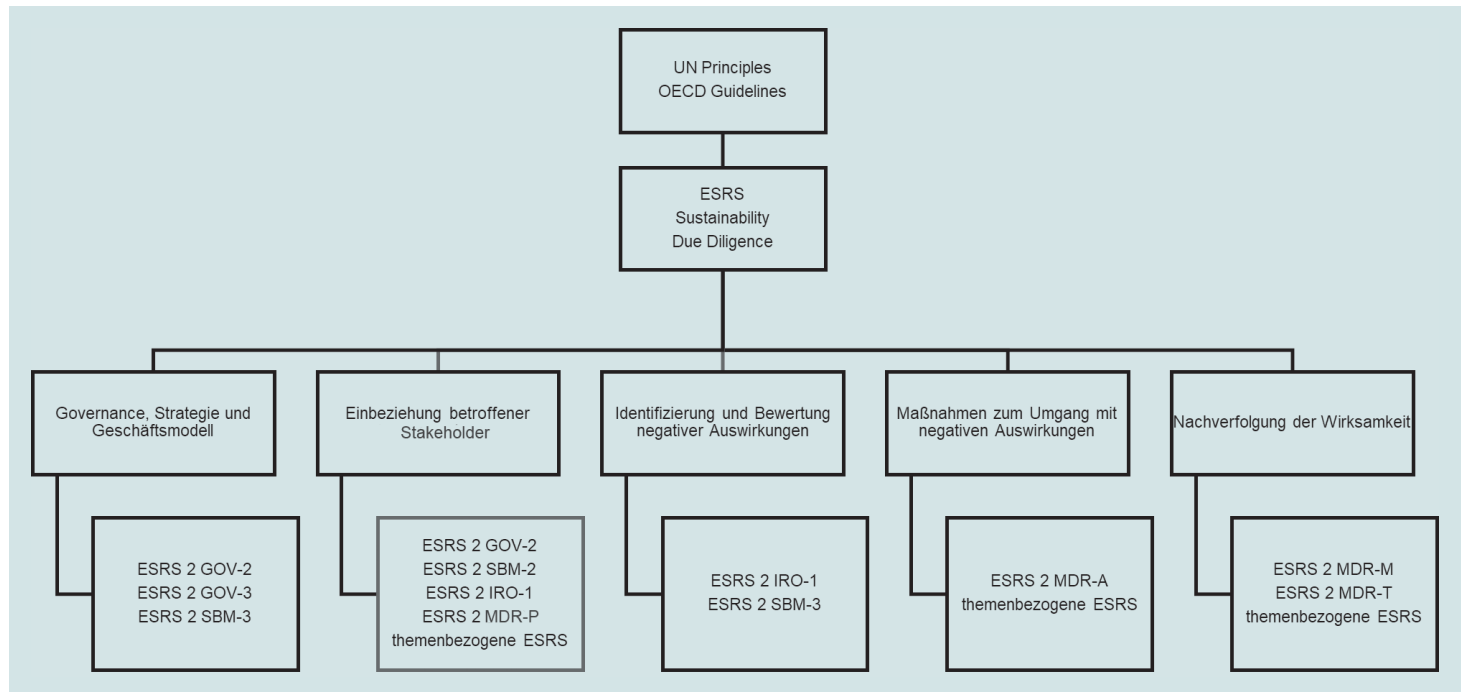 UN Principles
OECD Guidelines
ESRS
Sustainability
Due Diligence
Governance, Strategie und
Geschäftsmodell
Einbeziehung betroffener
Stakeholder
Identifizierung und Bewertung
negativer Auswirkungen
Maßnahmen zum Umgang mit
negativen Auswirkungen
Nachverfolgung der Wirksamkeit
ESRS 2 GOV-2
ESRS 2 GOV-3
ESRS 2 SBM-3
ESRS 2 GOV-2
ESRS 2 SBM-2
ESRS 2 IRO-1
ESRS 2 MDR-P
themenbezogene ESRS
ESRS 2 IRO-1
ESRS 2 SBM-3
ESRS 2 MDR-A
themenbezogene ESRS
ESRS 2 MDR-M
ESRS 2 MDR-T
themenbezogene ESRS